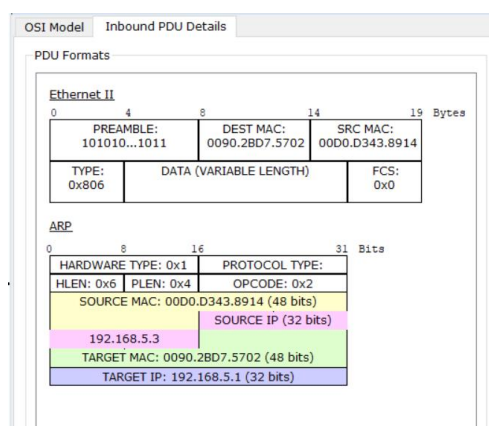 OSI Model Inbound PDU Details
PDU Formats
Ethernet II
0 4 8 14 19 Bytes
PREAMBLE: DEST MAC: SRC MAC:
101010...1011 0090.2BD7.5702 00D0.D343.8914
TYPE: DATA (VARIABLE LENGTH) FCS:
0x806 0x0
ARP
0 8 16 31 Bits
HARDWARE TYPE: 0x1 PROTOCOL TYPE:
HLEN: 0x6 PLEN: 0x4 OPCODE: 0x2
SOURCE MAC: 00D0.D343.8914 (48 bits)
SOURCE IP (32 bits)
192.168.5.3
TARGET MAC: 0090.2BD7.5702 (48 bits)
TARGET IP: 192.168.5.1 (32 bits)